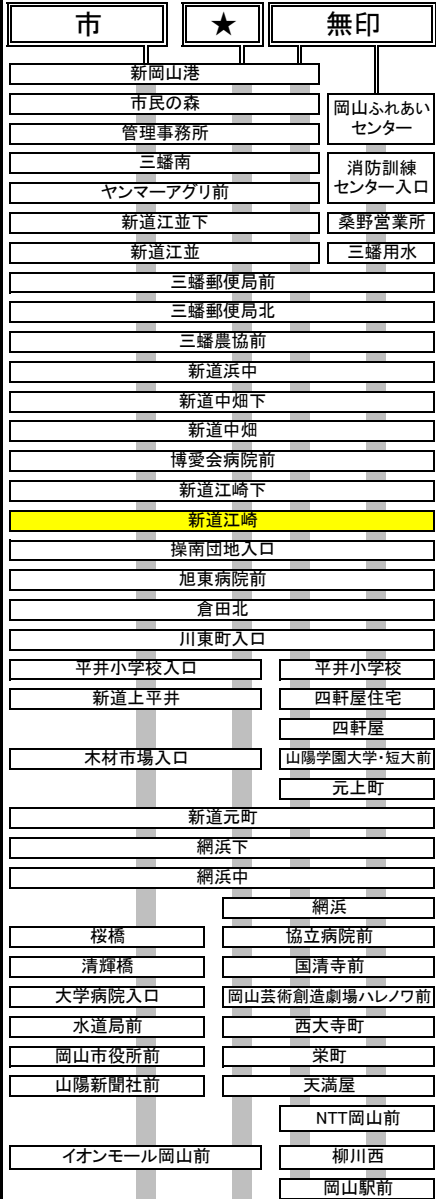 市 ★ 無印
新岡山港
市民の森
岡山ふれあい
センター
管理事務所
三蟠南
消防訓練
センター入口
ヤンマーアグリ前
新道江並下 桑野営業所
新道江並 三蟠用水
三蟠郵便局前
三蟠郵便局北
三蟠農協前
新道浜中
新道中畑下
新道中畑
博愛会病院前
新道江崎下
新道江崎
操南団地入口
旭東病院前
倉田北
川東町入口
平井小学校入口 平井小学校
新道上平井 四軒屋住宅
四軒屋
木材市場入口 山陽学園大学・短大前
元上町
新道元町
網浜下
網浜中
網浜
桜橋 協立病院前
清輝橋 国清寺前
大学病院入口 岡山芸術創造劇場ハレノワ前
水道局前 西大寺町
岡山市役所前 栄町
山陽新聞社前 天満屋
NTT岡山前
イオンモール岡山前 柳川西
岡山駅前